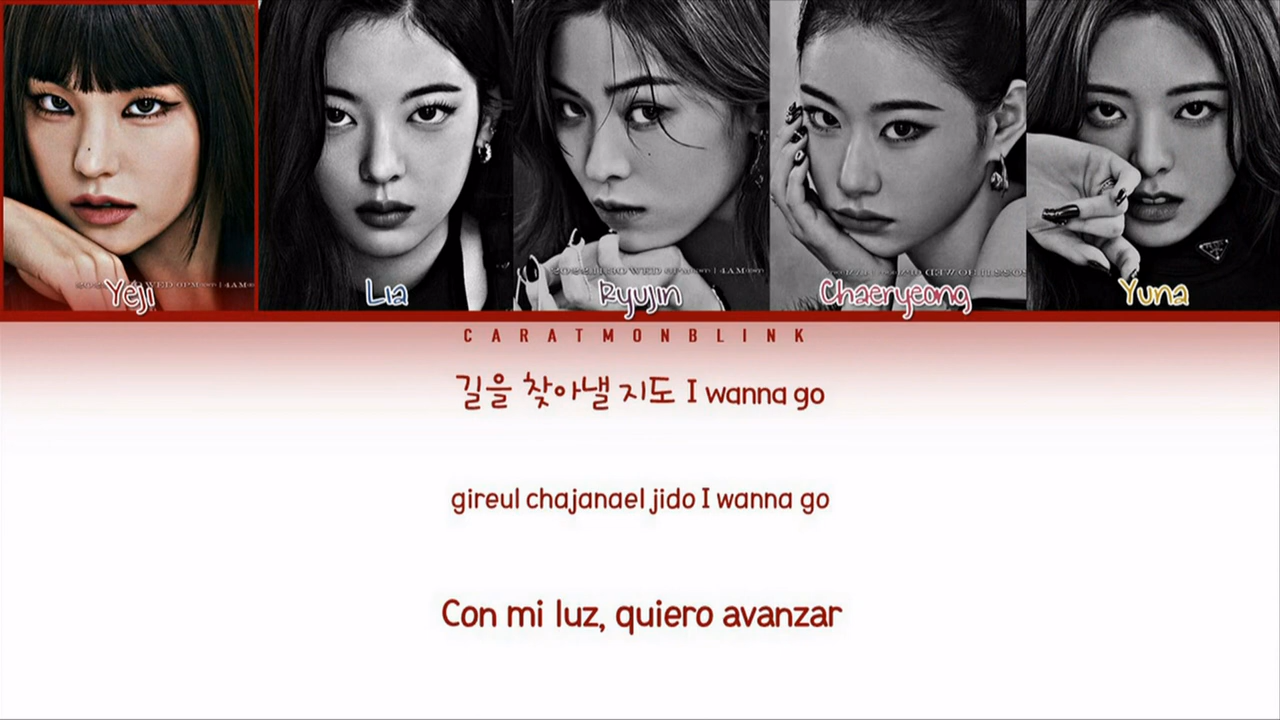 Yeji Lia Ryujin Chaeryeong Yuna
CARATMONBLINK
길을 찾아낼 지도 I wanna go
gireul chajanael jido I wanna go
Con mi luz, quiero avanzar